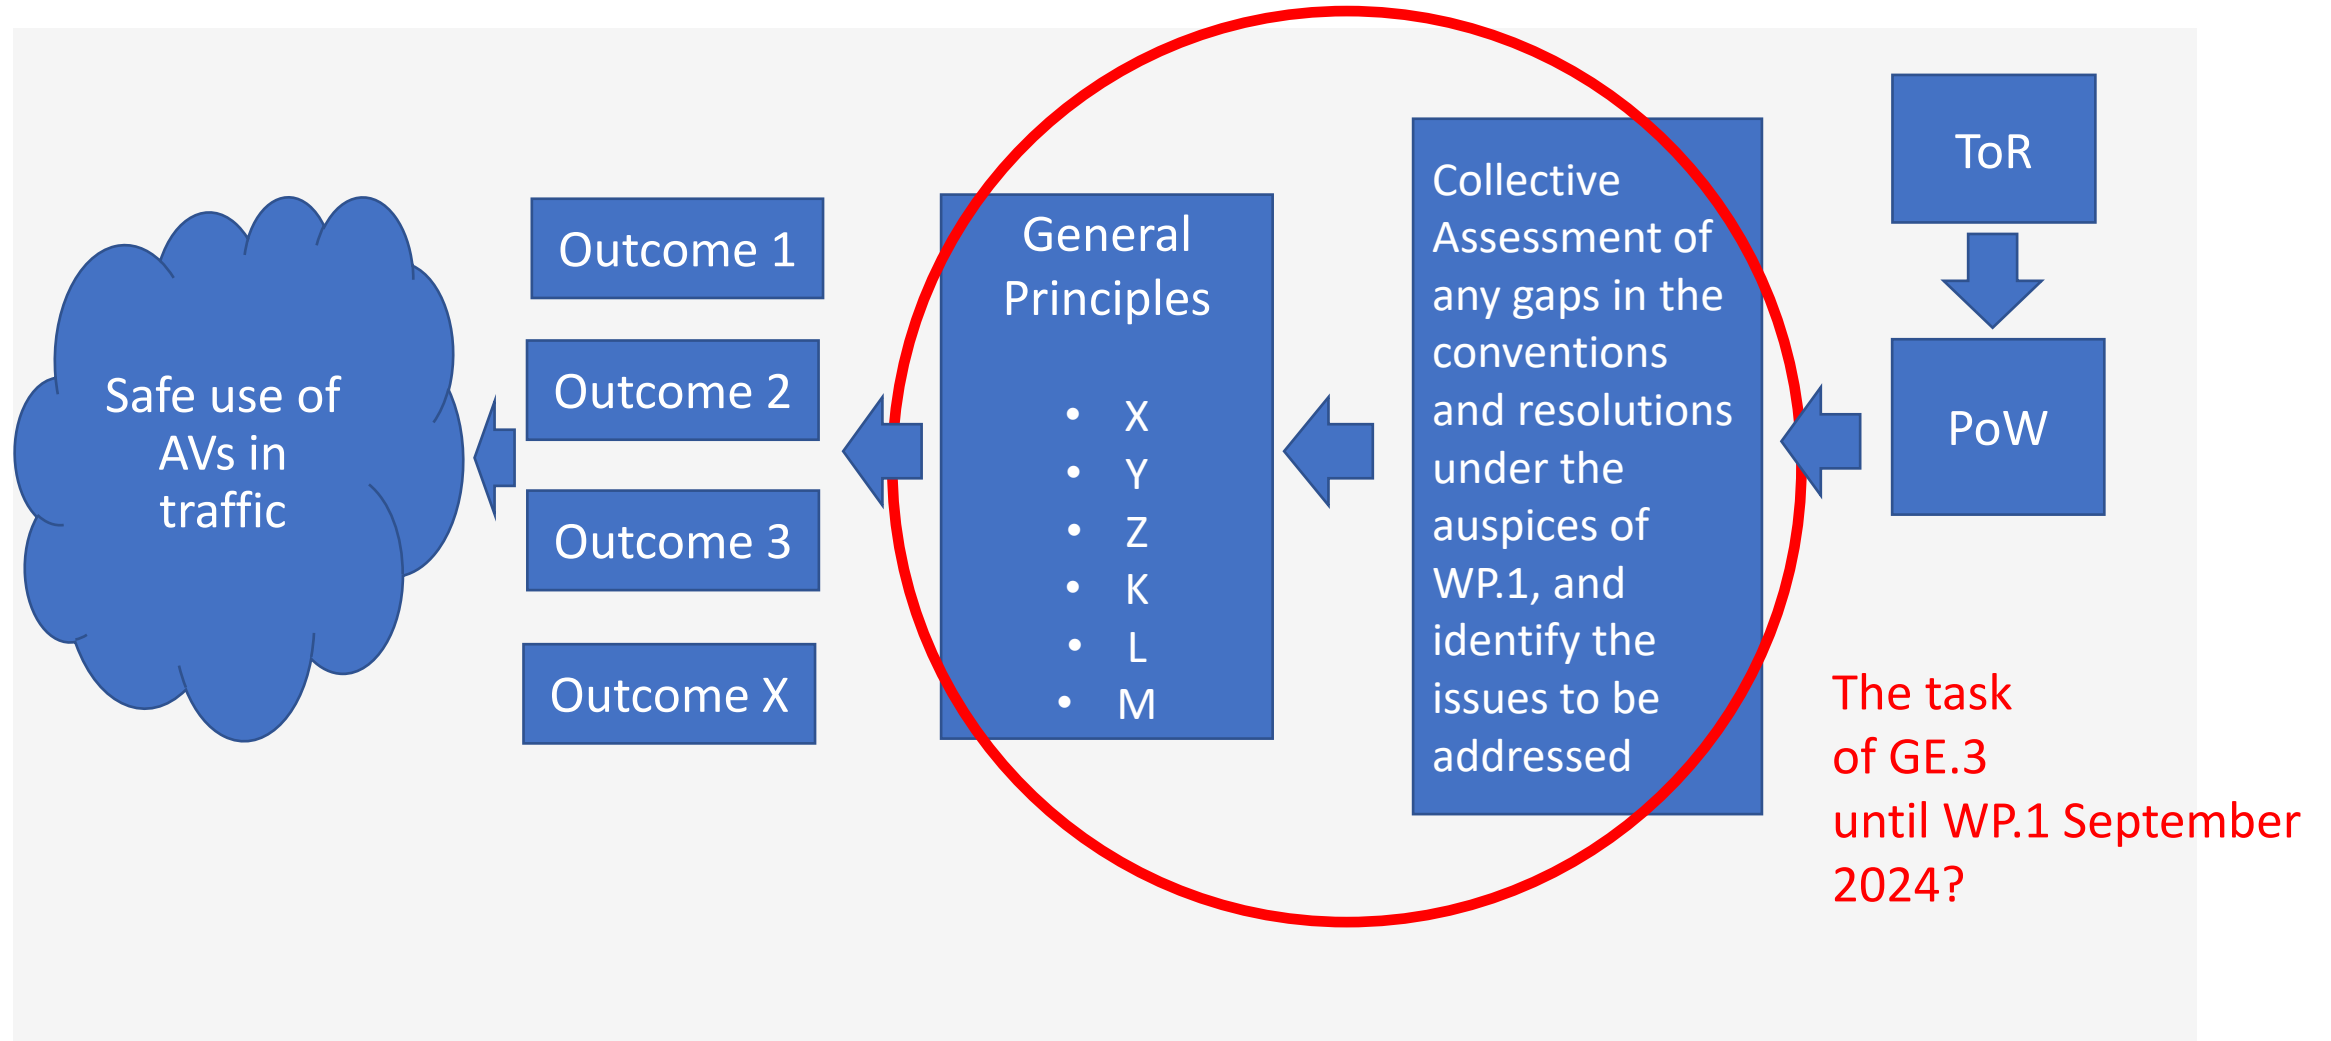 Safe use of
AVs in
traffic
Outcome 1
Outcome 2
Outcome 3
Outcome X
General
Principles
• X
• Y
• Z
• K
• L
• M
Collective
Assessment of
any gaps in the
conventions
and resolutions
under the
auspices of
WP.1, and
identify the
issues to be
addressed
ToR
PoW
The task
of GE.3
until WP.1 September
2024?